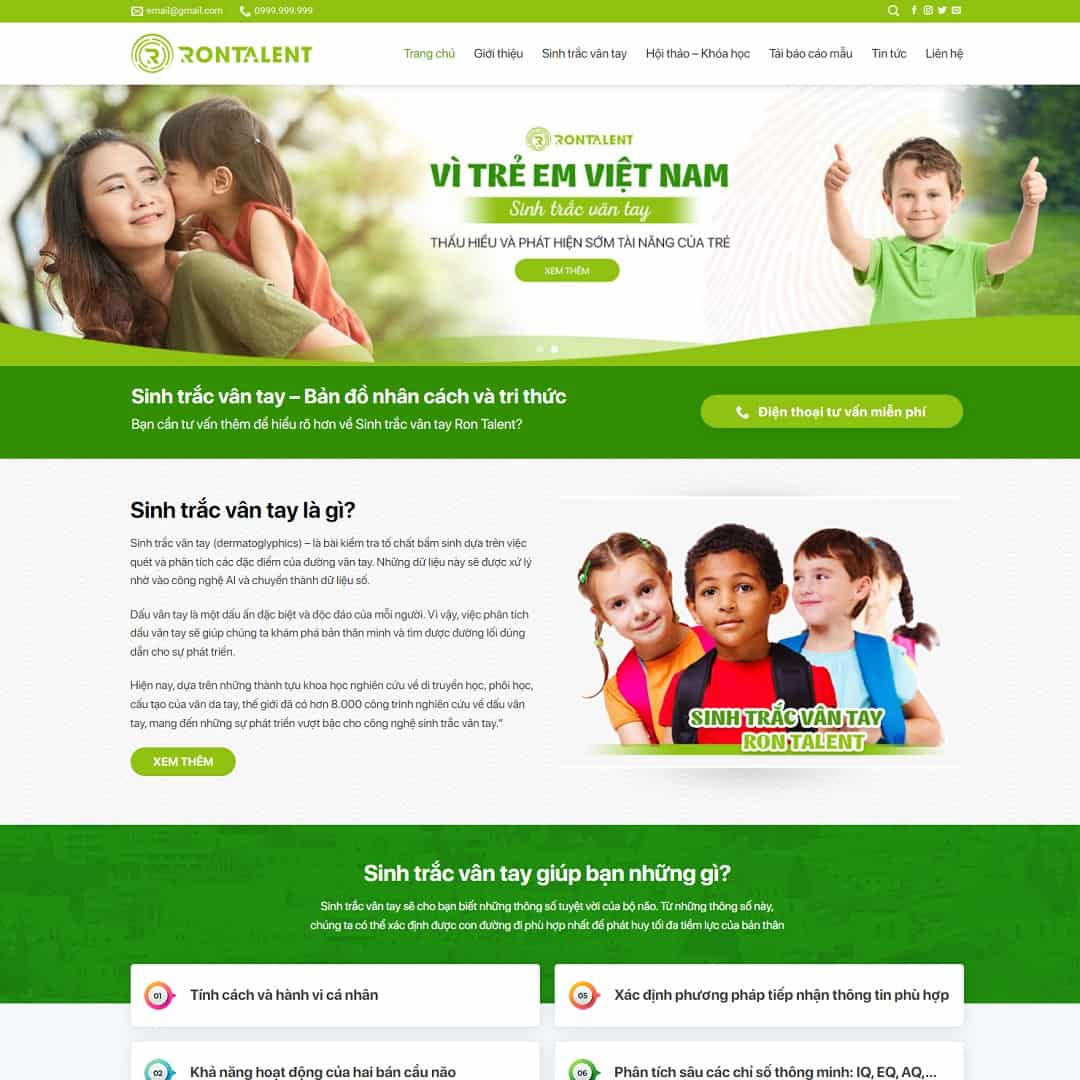 email@gmail.com 0999.999.999
RONTALENT
Trang chủ Giới thiệu Sinh trắc vân tay Hội thảo – Khóa học Tải báo cáo mẫu Tin tức Liên hệ
RONTALENT
VÌ TRẺ EM VIỆT NAM
Sinh trắc vân tay
THẤU HIỂU VÀ PHÁT HIỆN SỚM TÀI NĂNG CỦA TRẺ
XEM THÊM
Sinh trắc vân tay – Bản đồ nhân cách và tri thức
Bạn cần tư vấn thêm để hiểu rõ hơn về Sinh trắc vân tay Ron Talent?
Điện thoại tư vấn miễn phí
Sinh trắc vân tay là gì?
Sinh trắc vân tay (dermatoglyphics) – là bài kiểm tra tố chất bẩm sinh dựa trên việc
quét và phân tích các đặc điểm của đường vân tay. Những dữ liệu này sẽ được xử lý
nhờ vào công nghệ AI và chuyển thành dữ liệu số.
Dấu vân tay là một dấu ấn đặc biệt và độc đáo của mỗi người. Vì vậy, việc phân tích
dấu vân tay sẽ giúp chúng ta khám phá bản thân mình và tìm được đường lối đúng
dẫn cho sự phát triển.
Hiện nay, dựa trên những thành tựu khoa học nghiên cứu về di truyền học, phôi học,
cấu tạo của vân da tay, thế giới đã có hơn 8.000 công trình nghiên cứu về dấu vân
tay, mang đến những sự phát triển vượt bậc cho công nghệ sinh trắc vân tay.”
XEM THÊM
SINH TRẮC VÂN TAY
RON TALENT
Sinh trắc vân tay giúp bạn những gì?
Sinh trắc vân tay sẽ cho bạn biết những thông số tuyệt vời của bộ não. Từ những thông số này,
chúng ta có thể xác định được con đường đi phù hợp nhất để phát huy tối đa tiềm lực của bản thân
01 Tính cách và hành vi cá nhân
05 Xác định phương pháp tiếp nhận thông tin phù hợp
02 Khả năng hoạt động của hai bán cầu não
06 Phân tích sâu các chỉ số thông minh: IQ, EQ, AQ,...